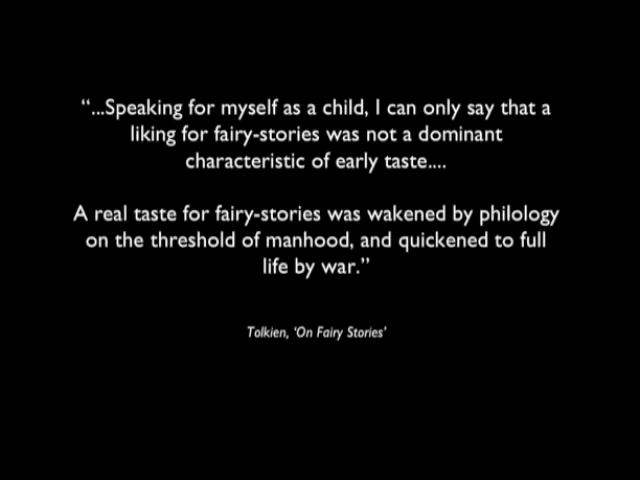 “...Speaking for myself as a child, I can only say that a
liking for fairy-stories was not a dominant
characteristic of early taste....
A real taste for fairy-stories was wakened by philology
on the threshold of manhood, and quickened to full
life by war.”
Tolkien, ‘On Fairy Stories’